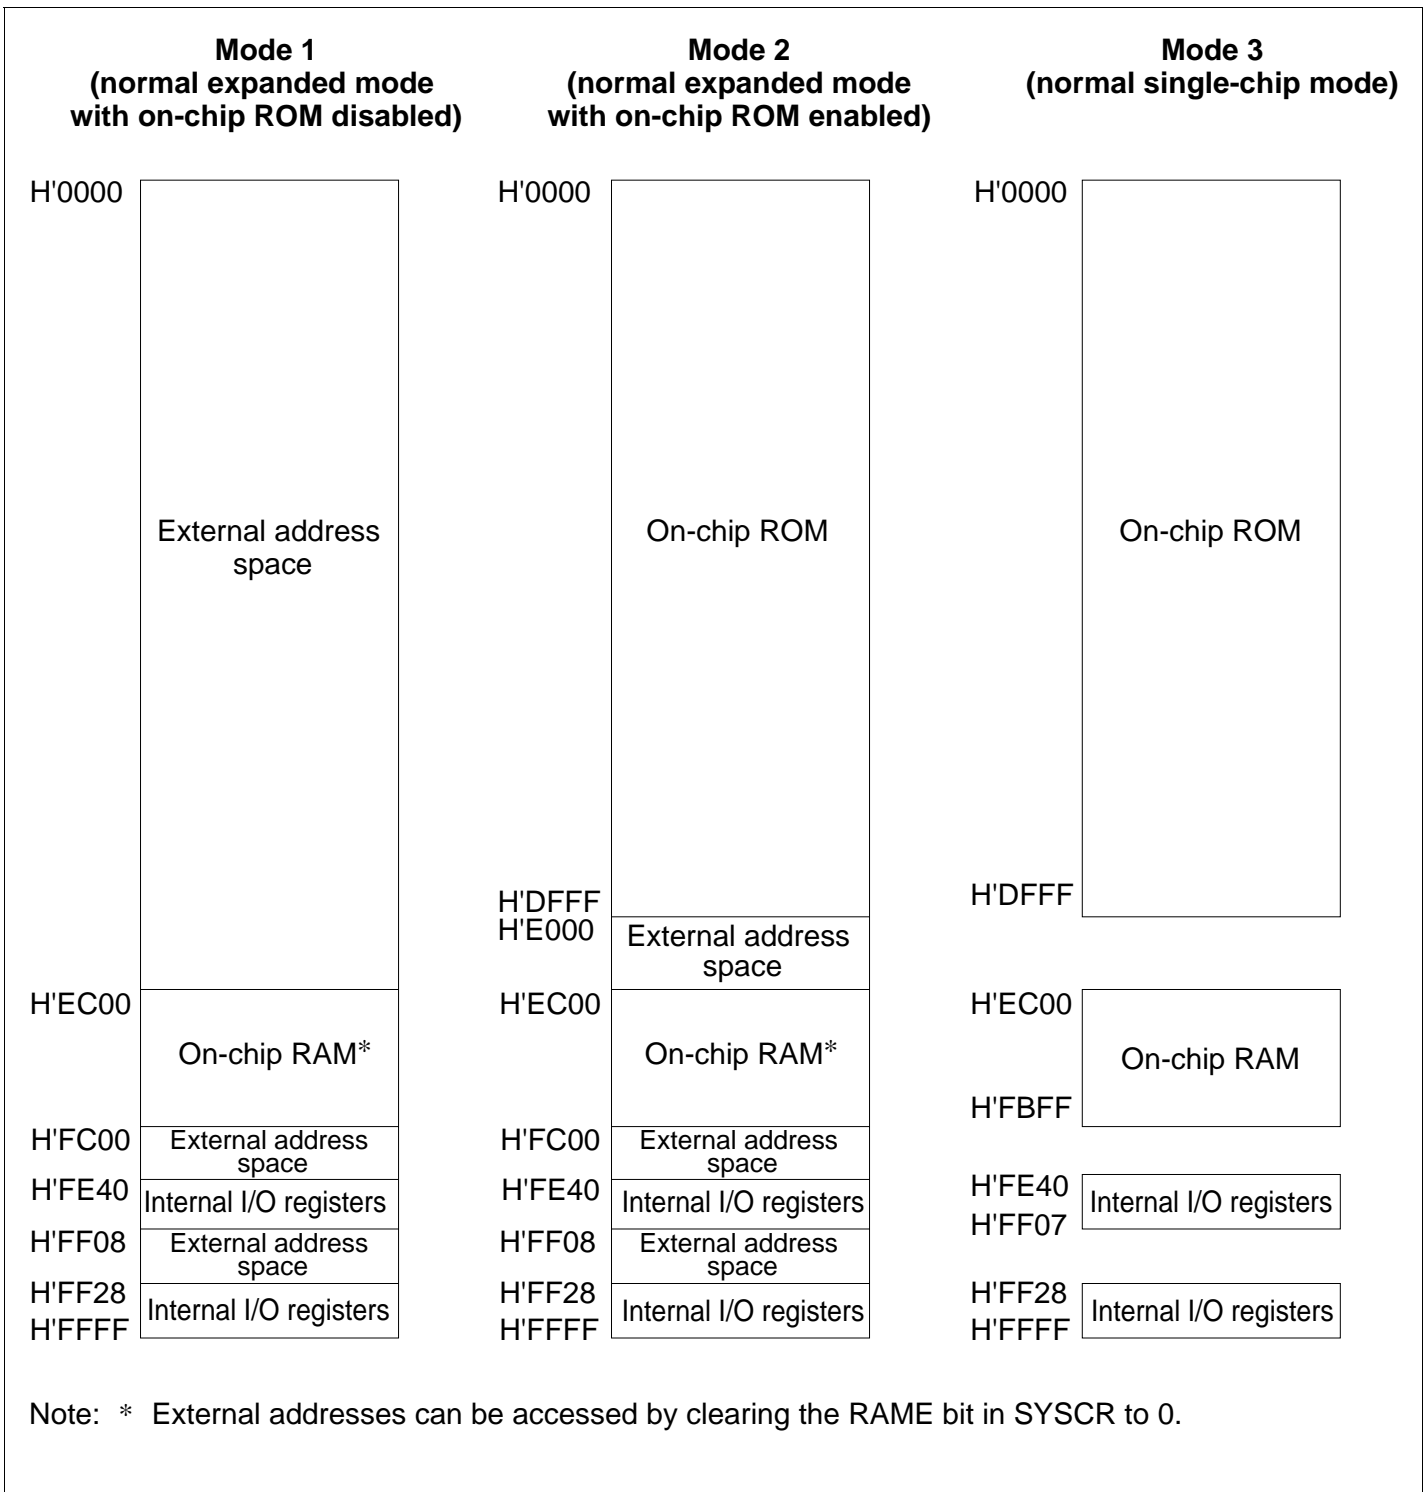 Mode 1
(normal expanded mode
with on-chip ROM disabled)
H'0000
External address
space
H'EC00
On-chip RAM*
H'FC00
External address
space
H'FE40
Internal I/O registers
H'FF08
External address
space
H'FF28
Internal I/O registers
H'FFFF
Mode 2
(normal expanded mode
with on-chip ROM enabled)
H'0000
On-chip ROM
H'DFFF
H'E000
External address
space
H'EC00
On-chip RAM*
H'FC00
External address
space
H'FE40
Internal I/O registers
H'FF08
External address
space
H'FF28
Internal I/O registers
H'FFFF
Mode 3
(normal single-chip mode)
H'0000
On-chip ROM
H'DFFF
H'EC00
On-chip RAM
H'FBFF
H'FE40
Internal I/O registers
H'FF07
H'FF28
Internal I/O registers
H'FFFF
Note: * External addresses can be accessed by clearing the RAME bit in SYSCR to 0.